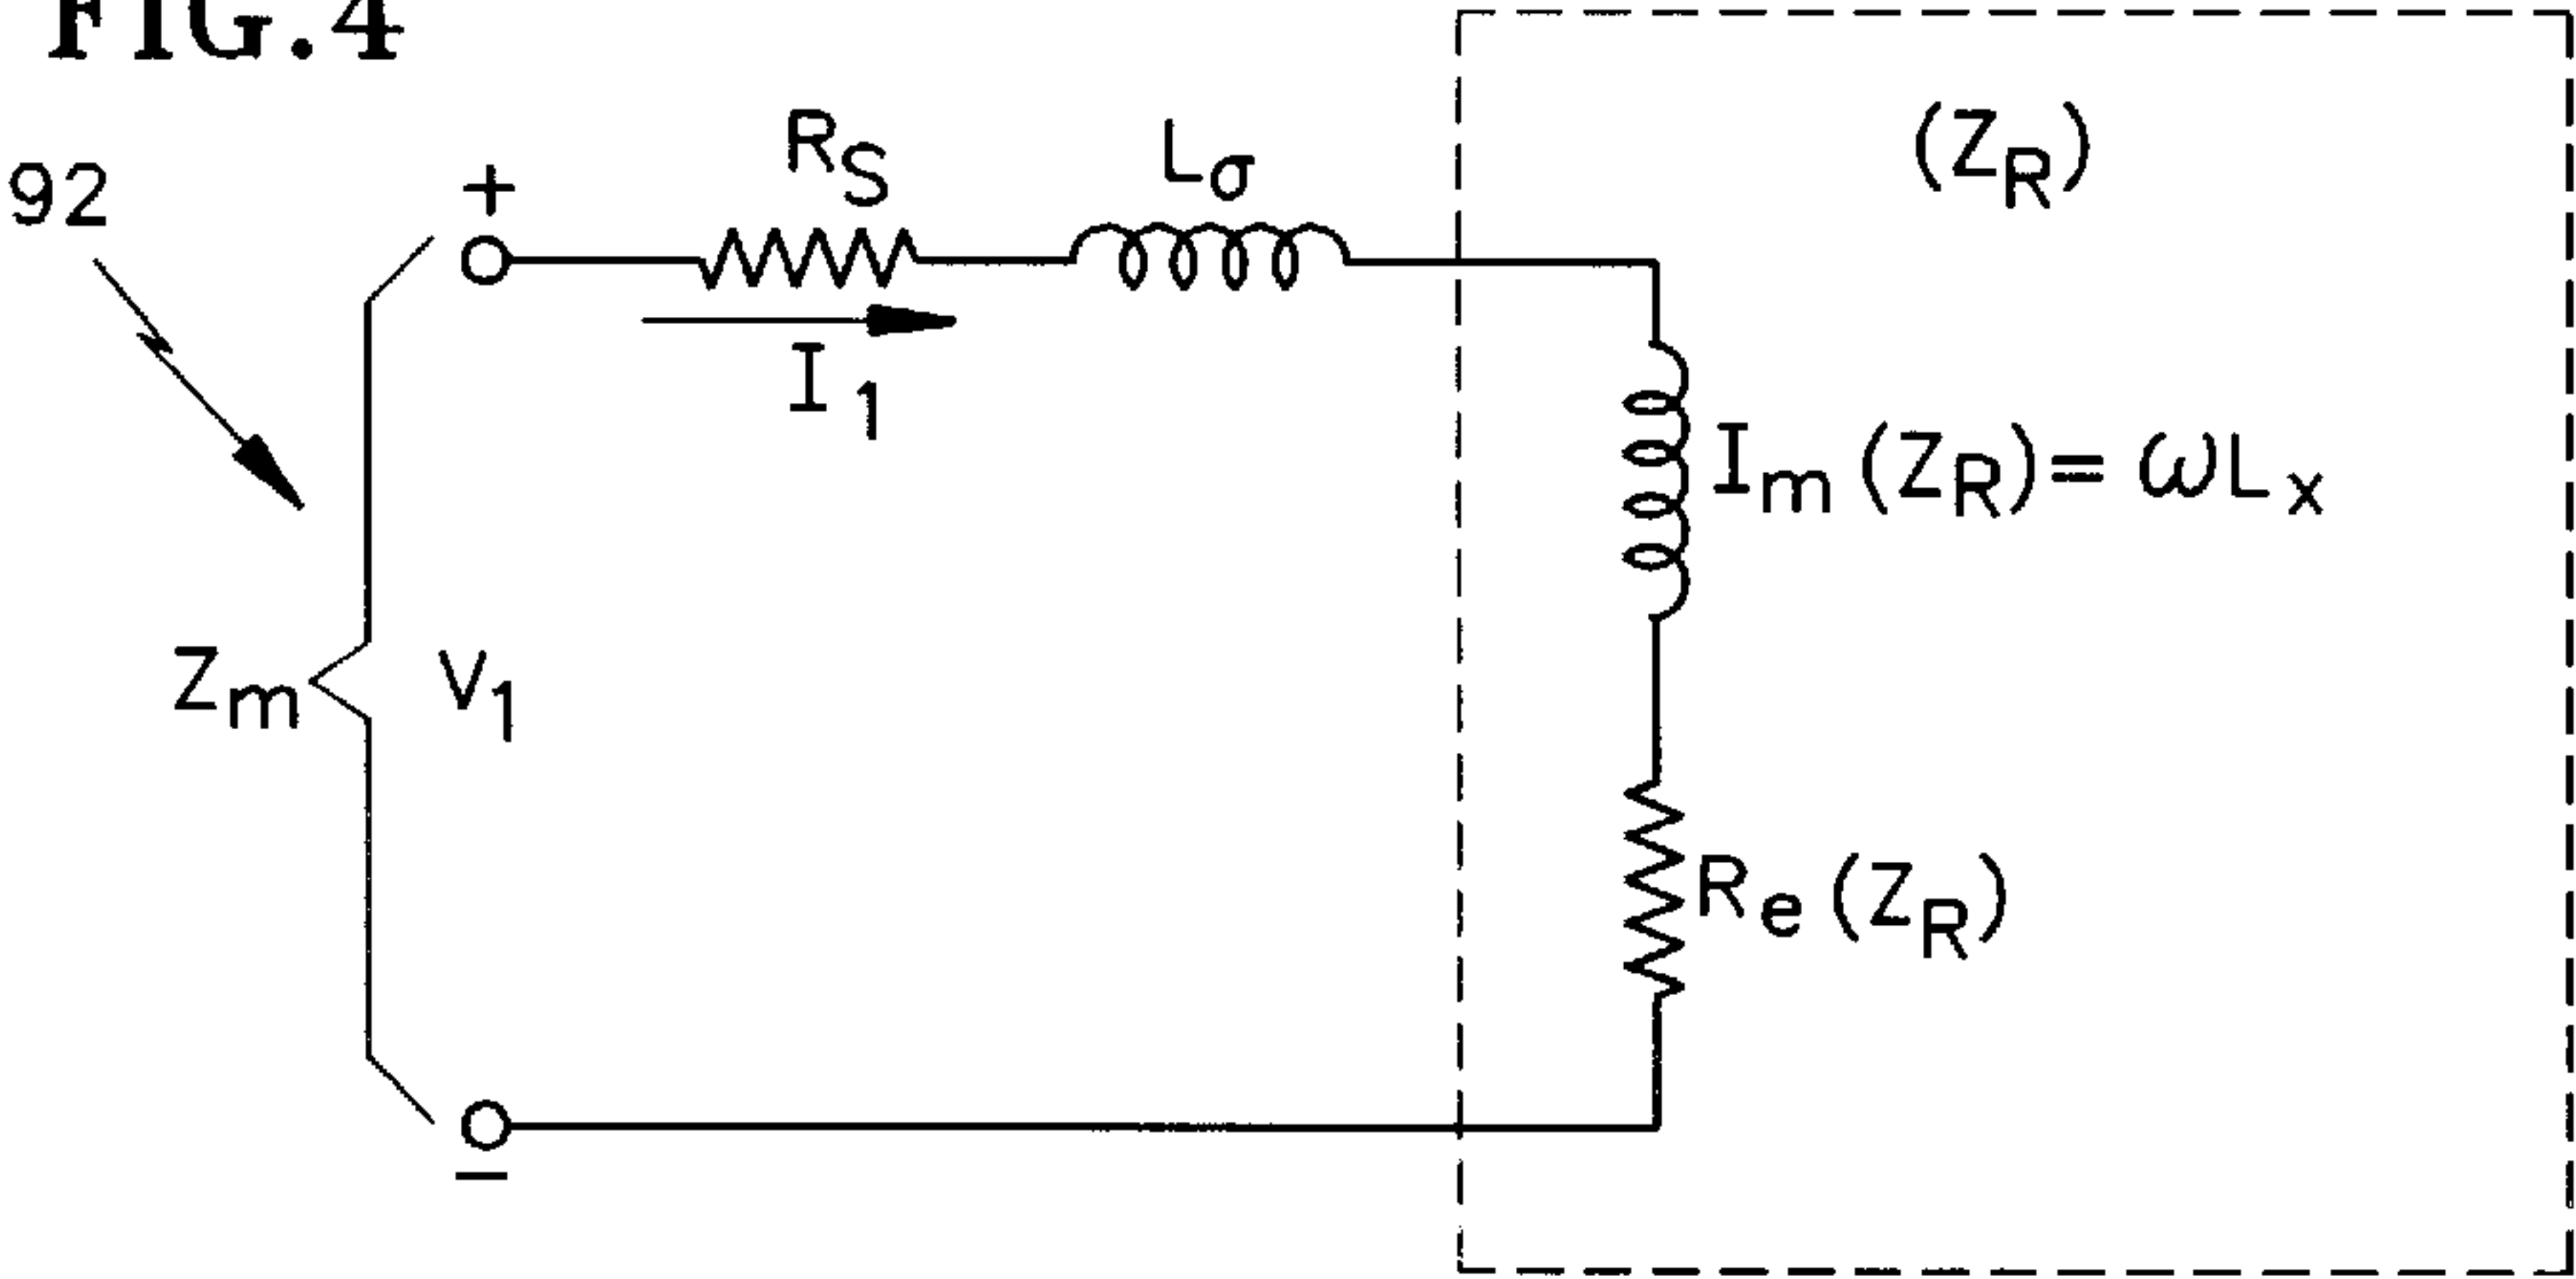 FIG.4
92
+
R_S
L_σ
(Z_R)
I_1
I_m(Z_R)= ωL_x
Z_m
V_1
R_e(Z_R)
−